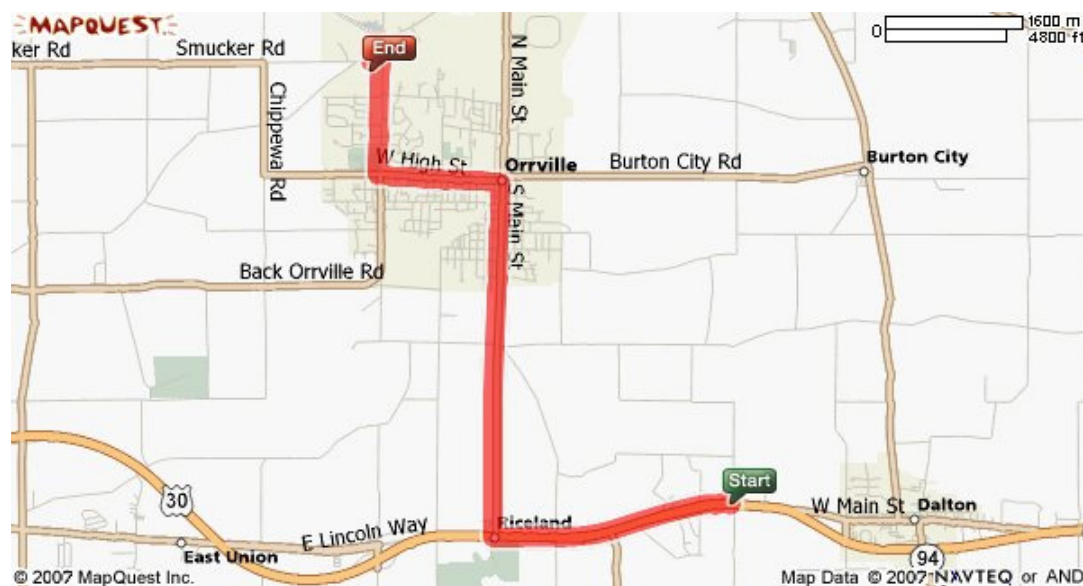 MAPQUEST
1600 m
0
4800 ft
ker Rd
Smucker Rd
End
N Main St
Chippewa Rd
W High St
Orrville
Burton City Rd
Burton City
S Main St
Back Orrville Rd
Start
30
W Main St
Dalton
E Lincoln Way
Riceland
East Union
94
© 2007 MapQuest Inc.
Map Data © 2007 NAVTEQ or AND